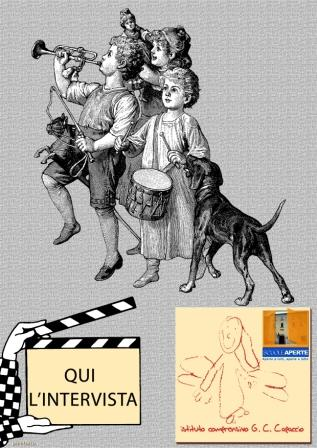 QUI
L'INTERVISTA
SCUOLE APERTE
istituto comprensivo G. C. Capaccio